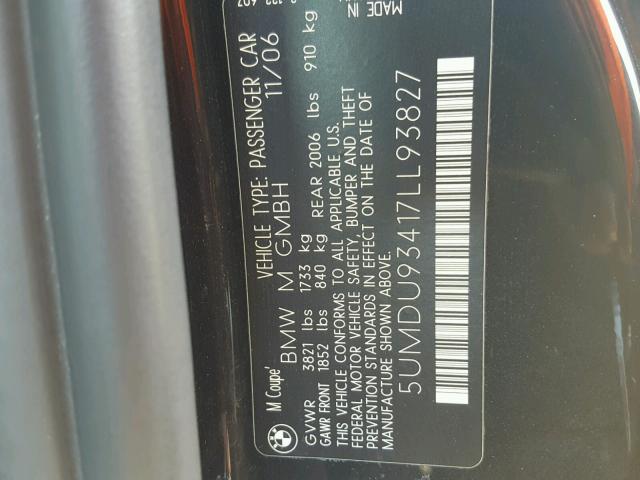 M Coupe'
VEHICLE TYPE: PASSENGER CAR
BMW M GMBH 11/06
GVWR 3821 lbs 1733 kg
GAWR FRONT 1852 lbs 840 kg REAR 2006 lbs 910 kg
THIS VEHICLE CONFORMS TO ALL APPLICABLE U.S.
FEDERAL MOTOR VEHICLE SAFETY, BUMPER AND THEFT
PREVENTION STANDARDS IN EFFECT ON THE DATE OF
MANUFACTURE SHOWN ABOVE. MADE IN
5UMDU93417LL93827